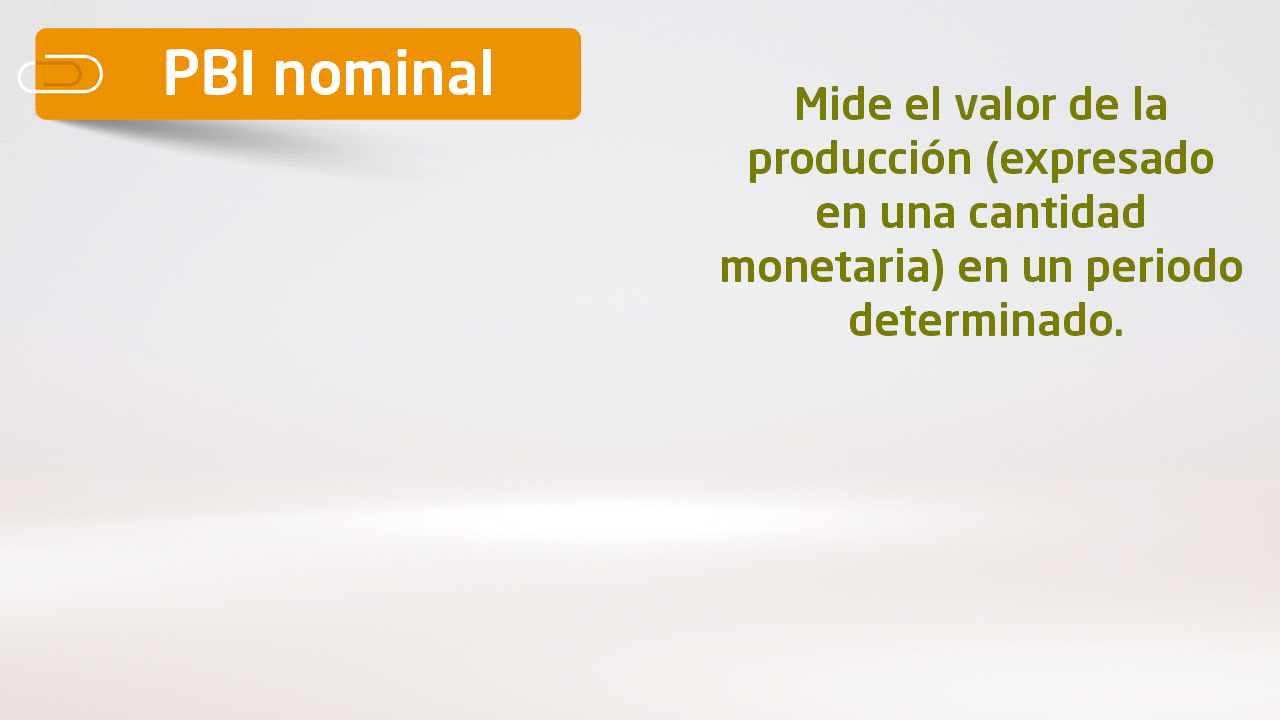 PBI nominal
Mide el valor de la
producción (expresado
en una cantidad
monetaria) en un periodo
determinado.